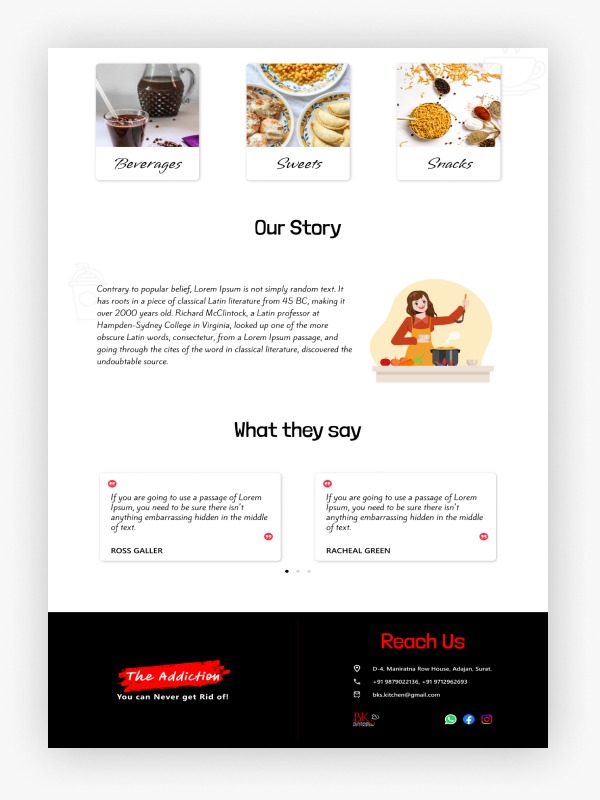 Beverages
Sweets
Snacks
Our Story
Contrary to popular belief, Lorem Ipsum is not simply random text. It
has roots in a piece of classical Latin literature from 45 BC, making it
over 2000 years old. Richard McClintock, a Latin professor at
Hampden-Sydney College in Virginia, looked up one of the more
obscure Latin words, consectetur, from a Lorem Ipsum passage, and
going through the cites of the word in classical literature, discovered the
undoubtable source.
What they say
If you are going to use a passage of Lorem
Ipsum, you need to be sure there isn't
anything embarrassing hidden in the middle
of text.
ROSS GALLER
If you are going to use a passage of Lorem
Ipsum, you need to be sure there isn't
anything embarrassing hidden in the middle
of text.
RACHEAL GREEN
The Addiction
You can Never get Rid of!
Reach Us
D-4, Maniratna Row House, Adajan, Surat.
+91 9879022136, +91 9712962693
bks.kitchen@gmail.com